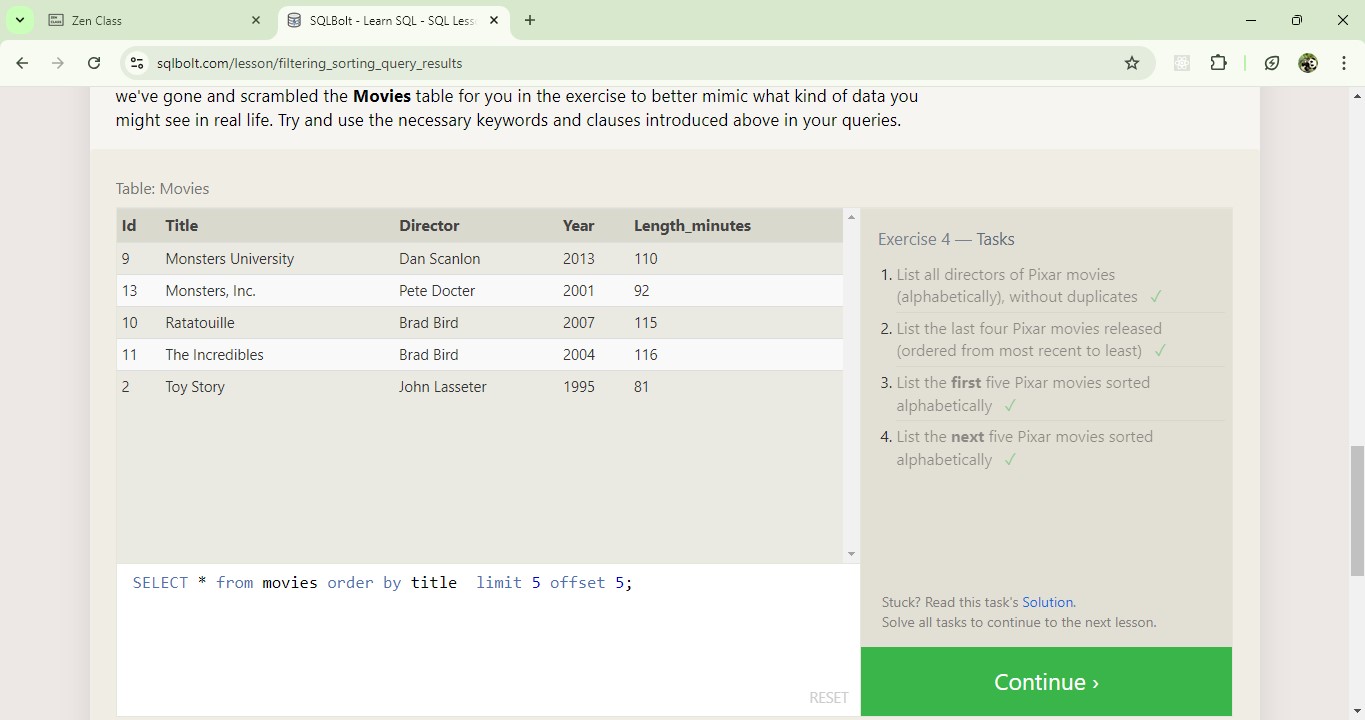 Zen Class
SQLBolt - Learn SQL - SQL Less
sqlbolt.com/lesson/filtering_sorting_query_results
we've gone and scrambled the Movies table for you in the exercise to better mimic what kind of data you
might see in real life. Try and use the necessary keywords and clauses introduced above in your queries.
Table: Movies
Id Title Director Year Length_minutes
9 Monsters University Dan Scanlon 2013 110
13 Monsters, Inc. Pete Docter 2001 92
10 Ratatouille Brad Bird 2007 115
11 The Incredibles Brad Bird 2004 116
2 Toy Story John Lasseter 1995 81
SELECT * from movies order by title  limit 5 offset 5;
RESET
Exercise 4 — Tasks
1. List all directors of Pixar movies
(alphabetically), without duplicates ✓
2. List the last four Pixar movies released
(ordered from most recent to least) ✓
3. List the first five Pixar movies sorted
alphabetically ✓
4. List the next five Pixar movies sorted
alphabetically ✓
Stuck? Read this task's Solution.
Solve all tasks to continue to the next lesson.
Continue ›